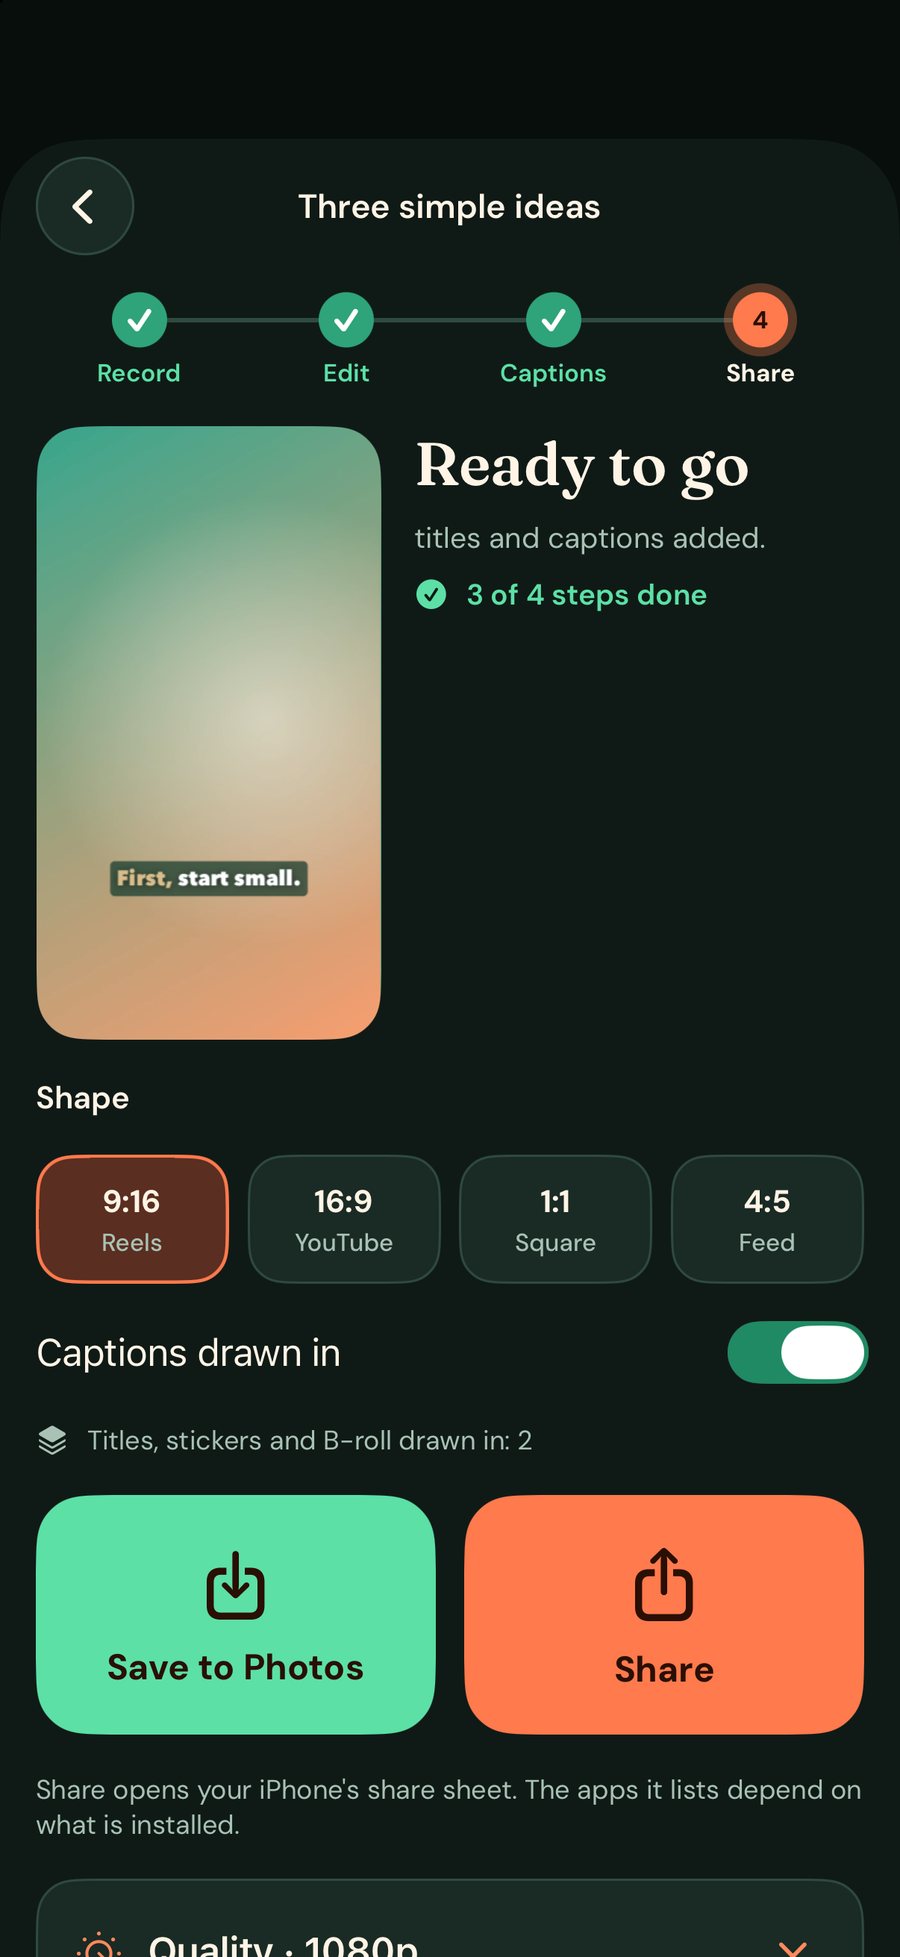 Three simple ideas
4
Record
Edit
Captions
Share
Ready to go
titles and captions added.
3 of 4 steps done
First, start small.
Shape
9:16
Reels
16:9
YouTube
1:1
Square
4:5
Feed
Captions drawn in
Titles, stickers and B-roll drawn in: 2
Save to Photos
Share
Share opens your iPhone's share sheet. The apps it lists depend on
what is installed.
Quality · 1080p